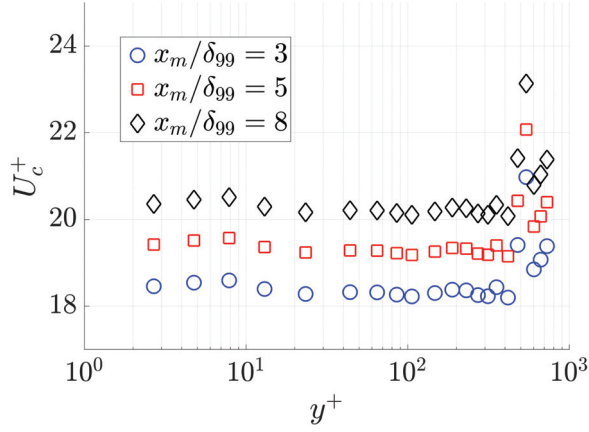 24
22
20
18
U_c^+
x_m/δ_99 = 3
x_m/δ_99 = 5
x_m/δ_99 = 8
10^0 10^1 10^2 10^3
y^+